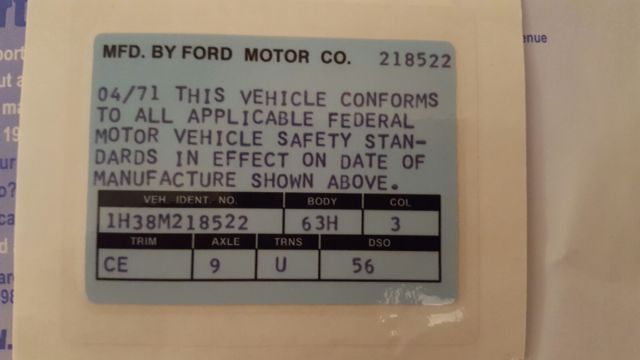 MFD. BY FORD MOTOR CO. 218522
04/71 THIS VEHICLE CONFORMS
TO ALL APPLICABLE FEDERAL
MOTOR VEHICLE SAFETY STAN-
DARDS IN EFFECT ON DATE OF
MANUFACTURE SHOWN ABOVE.
VEH. IDENT. NO. BODY COL
1H38M218522 63H 3
TRIM AXLE TRNS DSO
CE 9 U 56